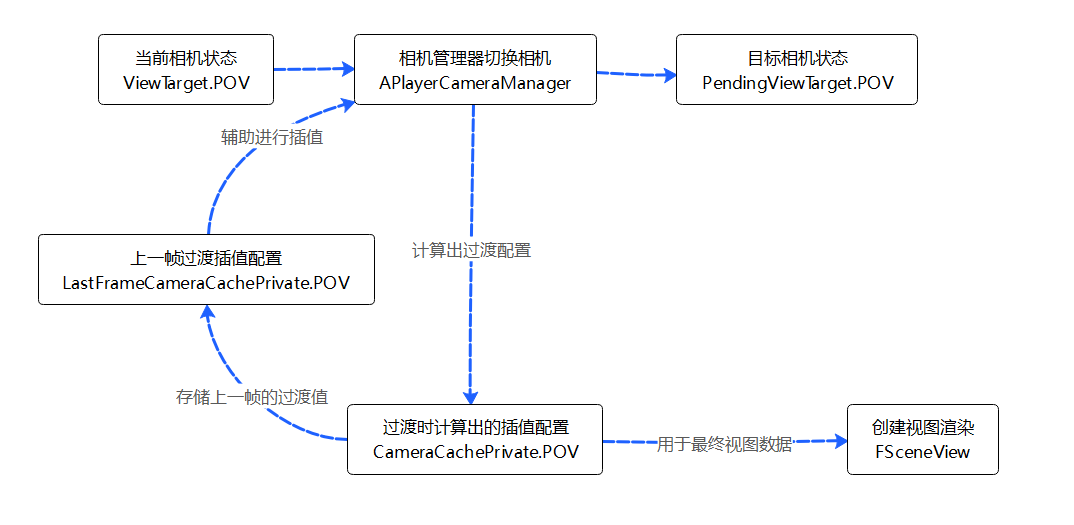 当前相机状态
ViewTarget.POV
相机管理器切换相机
APlayerCameraManager
目标相机状态
PendingViewTarget.POV
辅助进行插值
计算出过渡配置
上一帧过渡插值配置
LastFrameCameraCachePrivate.POV
存储上一帧的过渡值
过渡时计算出的插值配置
CameraCachePrivate.POV
用于最终视图数据
创建视图渲染
FSceneView